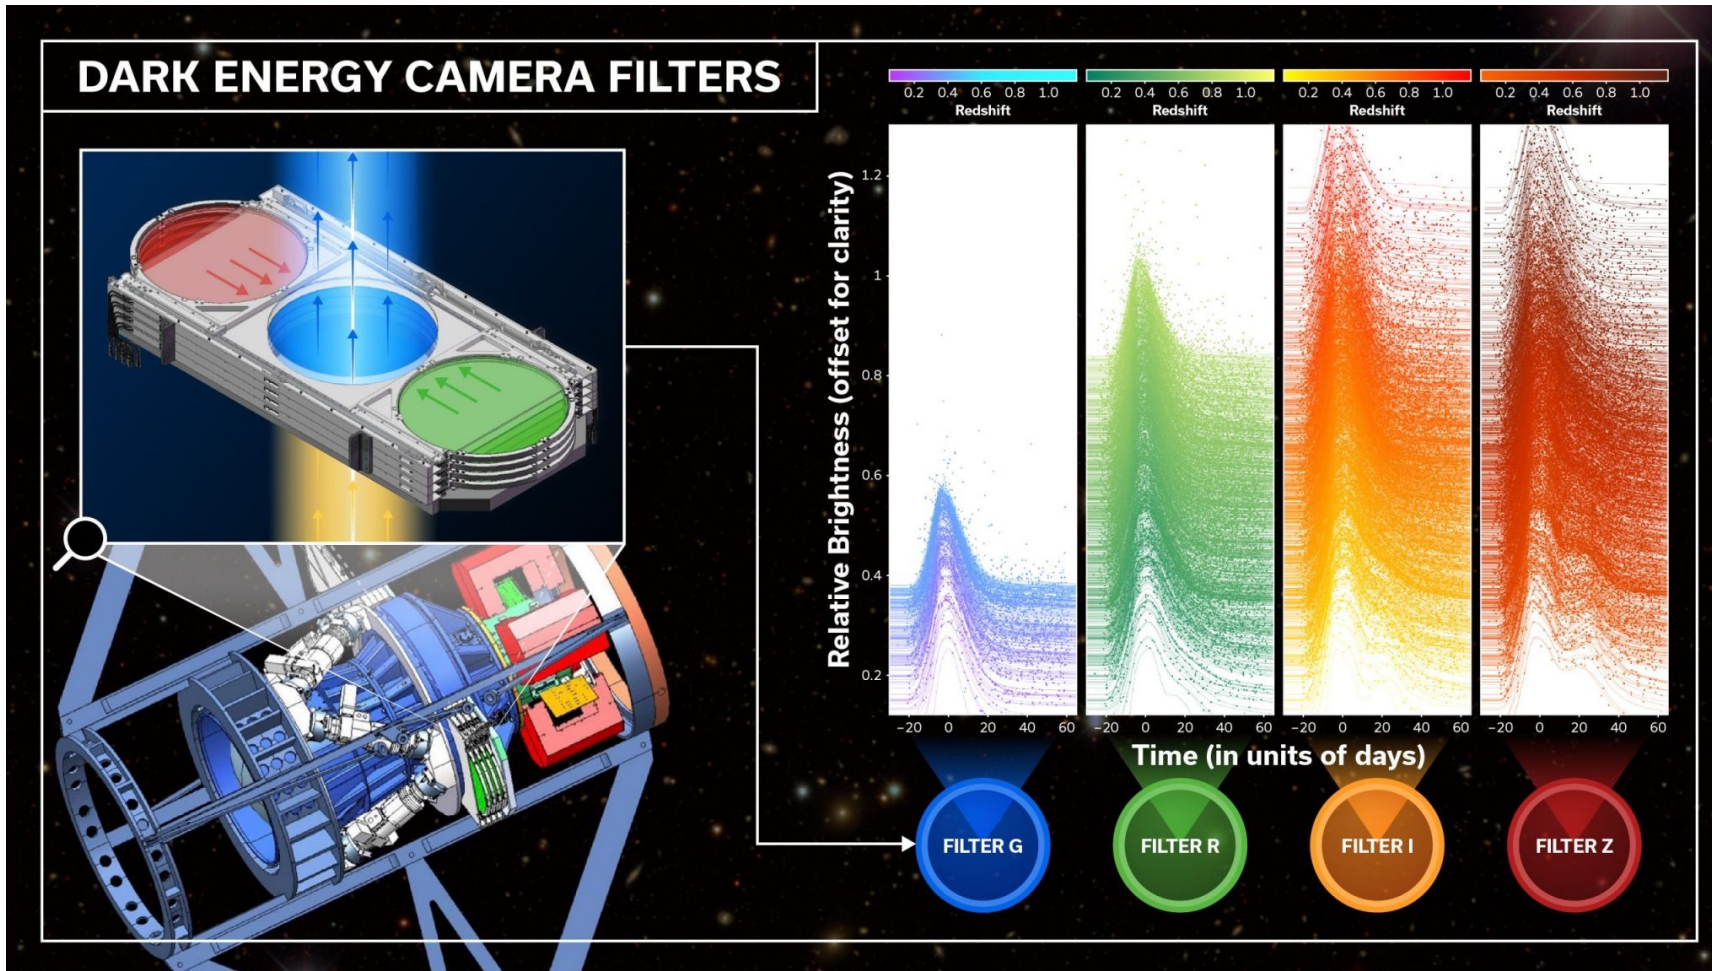 DARK ENERGY CAMERA FILTERS
0.2 0.4 0.6 0.8 1.0
Redshift
0.2 0.4 0.6 0.8 1.0
Redshift
0.2 0.4 0.6 0.8 1.0
Redshift
0.2 0.4 0.6 0.8 1.0
Redshift
Relative Brightness (offset for clarity)
1.2
1
0.8
0.6
0.4
0.2
−20 0 20 40 60
−20 0 20 40 60
−20 0 20 40 60
−20 0 20 40 60
Time (in units of days)
FILTER G
FILTER R
FILTER I
FILTER Z